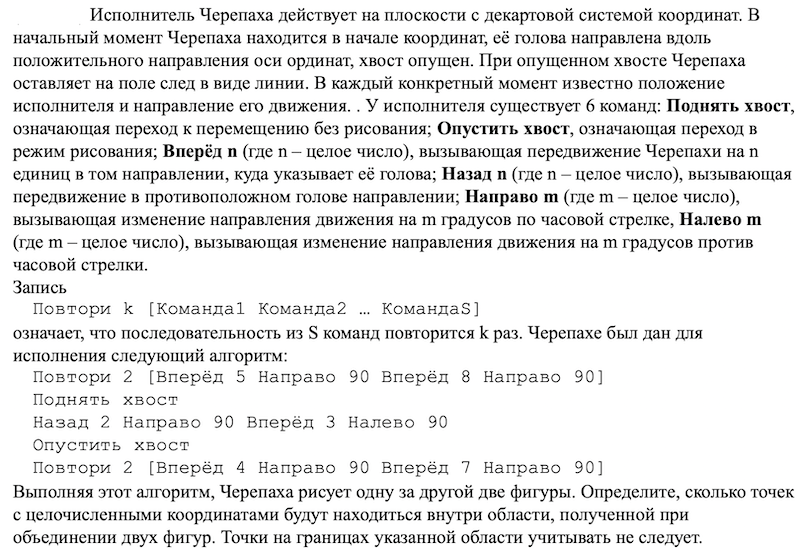 Исполнитель Черепаха действует на плоскости с декартовой системой координат. В
начальный момент Черепаха находится в начале координат, её голова направлена вдоль
положительного направления оси ординат, хвост опущен. При опущенном хвосте Черепаха
оставляет на поле след в виде линии. В каждый конкретный момент известно положение
исполнителя и направление его движения. . У исполнителя существует 6 команд: Поднять хвост,
означающая переход к перемещению без рисования; Опустить хвост, означающая переход в
режим рисования; Вперёд n (где n – целое число), вызывающая передвижение Черепахи на n
единиц в том направлении, куда указывает её голова; Назад n (где n – целое число), вызывающая
передвижение в противоположном голове направлении; Направо m (где m – целое число),
вызывающая изменение направления движения на m градусов по часовой стрелке, Налево m
(где m – целое число), вызывающая изменение направления движения на m градусов против
часовой стрелки.
Запись
Повтори k [Команда1 Команда2 … КомандаS]
означает, что последовательность из S команд повторится k раз. Черепахе был дан для
исполнения следующий алгоритм:
Повтори 2 [Вперёд 5 Направо 90 Вперёд 8 Направо 90]
Поднять хвост
Назад 2 Направо 90 Вперёд 3 Налево 90
Опустить хвост
Повтори 2 [Вперёд 4 Направо 90 Вперёд 7 Направо 90]
Выполняя этот алгоритм, Черепаха рисует одну за другой две фигуры. Определите, сколько точек
с целочисленными координатами будут находиться внутри области, полученной при
объединении двух фигур. Точки на границах указанной области учитывать не следует.